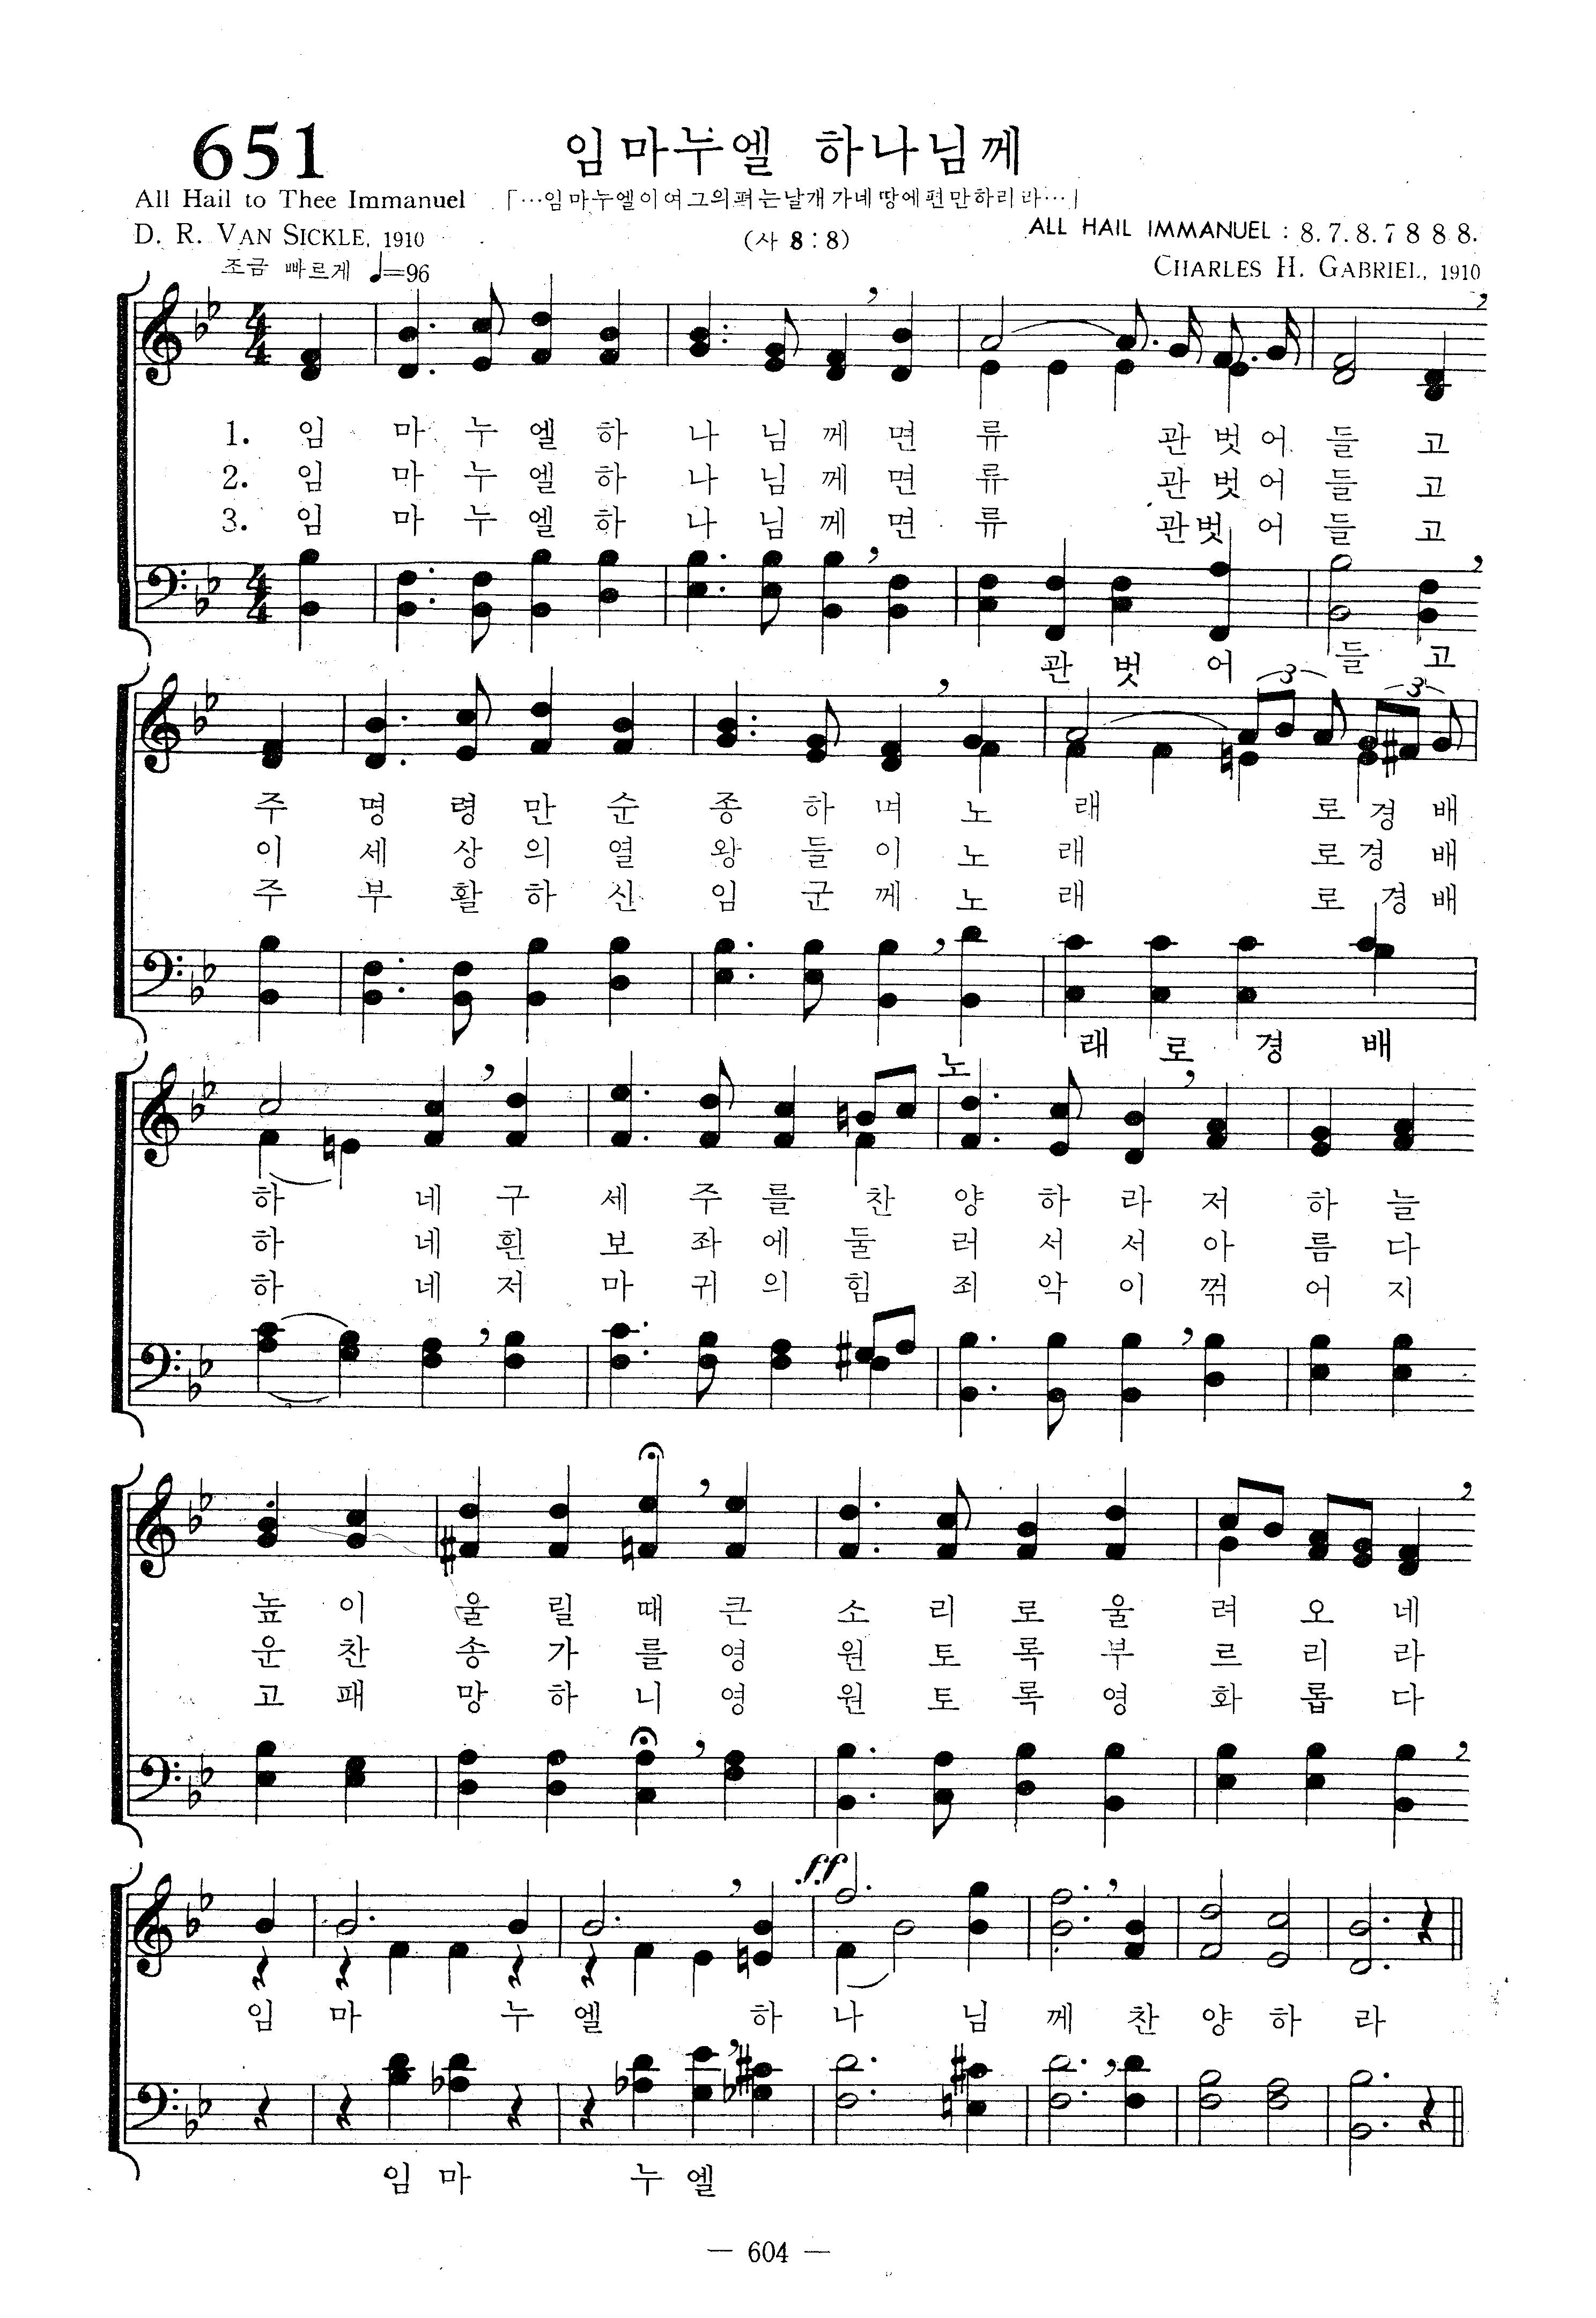 651
임마누엘 하나님께
All Hail to Thee Immanuel 「…임마누엘이여 그의 펴는 날개 가네 땅에 편만하리라…」
D. R. VAN SICKLE, 1910
(사 8:8)
ALL HAIL IMMANUEL : 8. 7. 8. 7 8 8 8.
조금 빠르게 ♩=96
CHARLES H. GABRIEL, 1910
1. 임 마 누 엘 하 나 님 께 면 류 관 벗 어 들 고
2. 임 마 누 엘 하 나 님 께 면 류 관 벗 어 들 고
3. 임 마 누 엘 하 나 님 께 면 류 관 벗 어 들 고
관 벗 어 들 고
3 3
주 명 령 만 순 종 하 며 노 래 로 경 배
이 세 상 의 열 왕 들 이 노 래 로 경 배
주 부 활 하 신 임 군 께 노 래 로 경 배
노 래 로 경 배
하 네 구 세 주 를 찬 양 하 라 저 하 늘
하 네 흰 보 좌 에 둘 러 서 서 아 름 다
하 네 저 마 귀 의 힘 죄 악 이 꺾 어 지
높 이 울 릴 때 큰 소 리 로 울 려 오 네
운 찬 송 가 를 영 원 토 록 부 르 리 라
고 패 망 하 니 영 원 토 록 영 화 롭 다
ff
임 마 누 엘 하 나 님 께 찬 양 하 라
임 마 누 엘
— 604 —